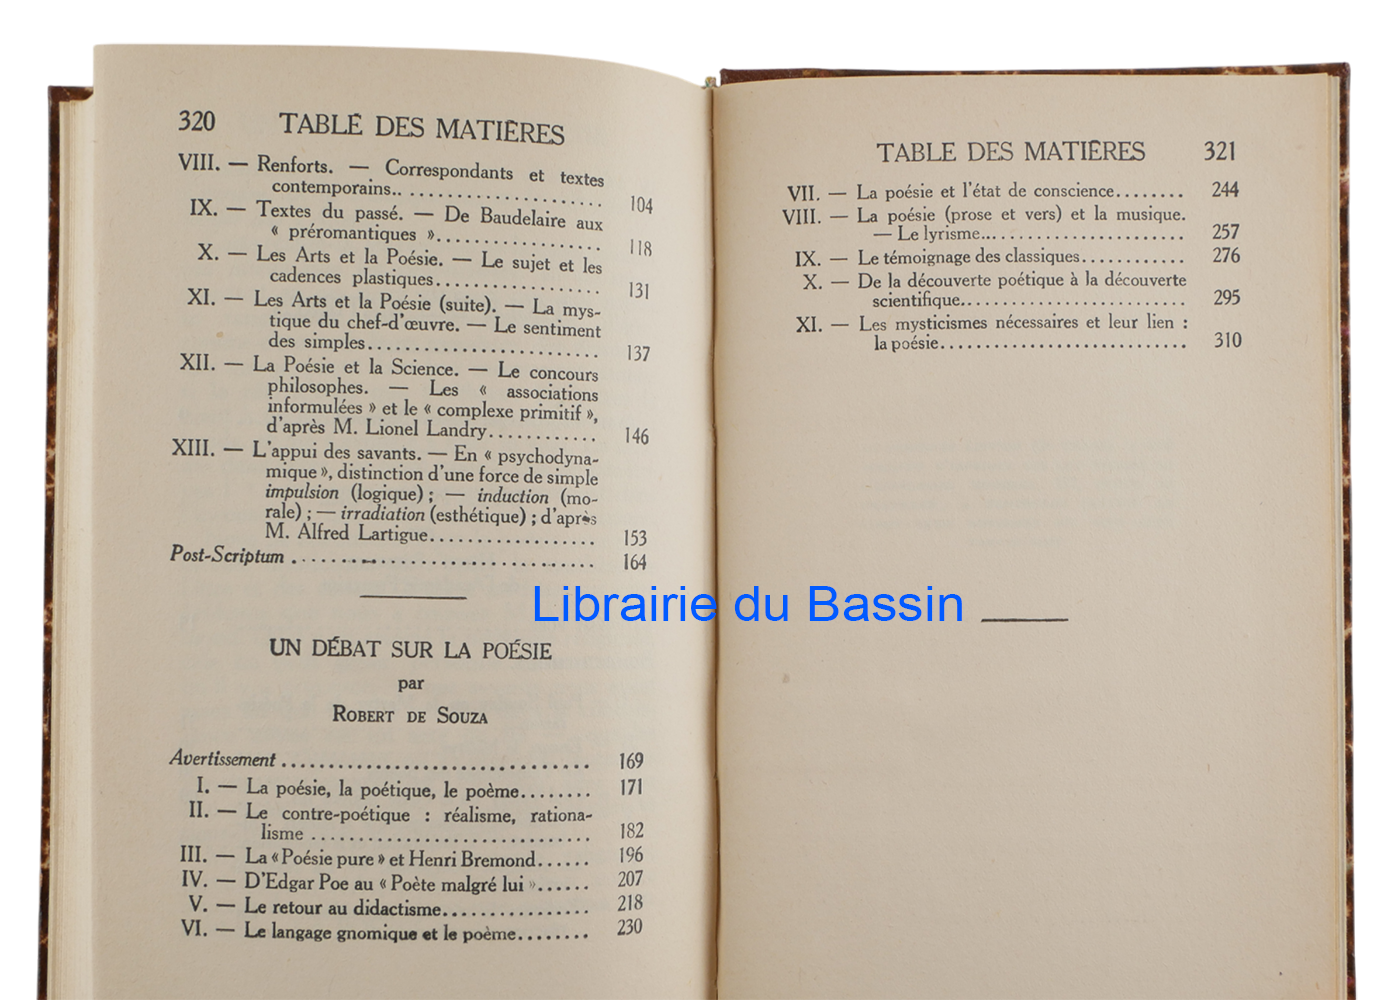 320 TABLE DES MATIÈRES
VIII. — Renforts. — Correspondants et textes
contemporains.. ..................... 104
IX. — Textes du passé. — De Baudelaire aux
« préromantiques ».................. 118
X. — Les Arts et la Poésie. — Le sujet et les
cadences plastiques.................. 131
XI. — Les Arts et la Poésie (suite). — La mys-
tique du chef-d'œuvre. — Le sentiment
des simples......................... 137
XII. — La Poésie et la Science. — Le concours
philosophes. — Les « associations
informulées » et le « complexe primitif »,
d'après M. Lionel Landry............ 146
XIII. — L'appui des savants. — En « psychodyna-
mique », distinction d'une force de simple
impulsion (logique) ; — induction (mo-
rale) ; — irradiation (esthétique) ; d'après
M. Alfred Lartigue.................. 153
Post-Scriptum ................................ 164
UN DÉBAT SUR LA POÉSIE
par
ROBERT DE SOUZA
Avertissement ................................. 169
I. — La poésie, la poétique, le poème........ 171
II. — Le contre-poétique : réalisme, rationa-
lisme .............................. 182
III. — La « Poésie pure » et Henri Bremond...... 196
IV. — D'Edgar Poe au « Poète malgré lui »...... 207
V. — Le retour au didactisme................ 218
VI. — Le langage gnomique et le poème........ 230
TABLE DES MATIÈRES 321
VII. — La poésie et l'état de conscience........ 244
VIII. — La poésie (prose et vers) et la musique.
— Le lyrisme........................ 257
IX. — Le témoignage des classiques............ 276
X. — De la découverte poétique à la découverte
scientifique......................... 295
XI. — Les mysticismes nécessaires et leur lien :
la poésie........................... 310
Librairie du Bassin